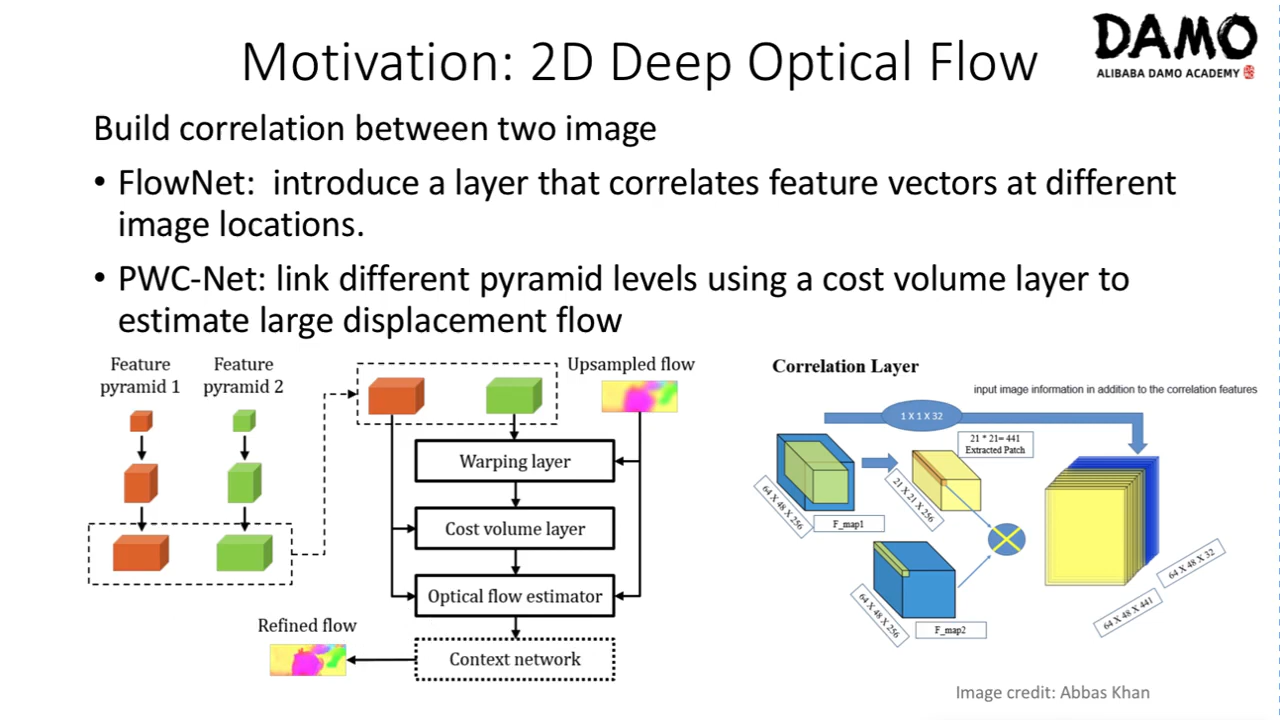 Motivation: 2D Deep Optical Flow
DAMO
ALIBABA DAMO ACADEMY
Build correlation between two image
• FlowNet: introduce a layer that correlates feature vectors at different
image locations.
• PWC-Net: link different pyramid levels using a cost volume layer to
estimate large displacement flow
Feature
pyramid 1
Feature
pyramid 2
Upsampled flow
Warping layer
Cost volume layer
Optical flow estimator
Context network
Refined flow
Correlation Layer
input image information in addition to the correlation features
1 X 1 X 32
21 * 21= 441
Extracted Patch
64 X 48 X 256
21 X 21 X 256
F_map1
64 X 48 X 256
F_map2
64 X 48 X 32
64 X 48 X 441
Image credit: Abbas Khan